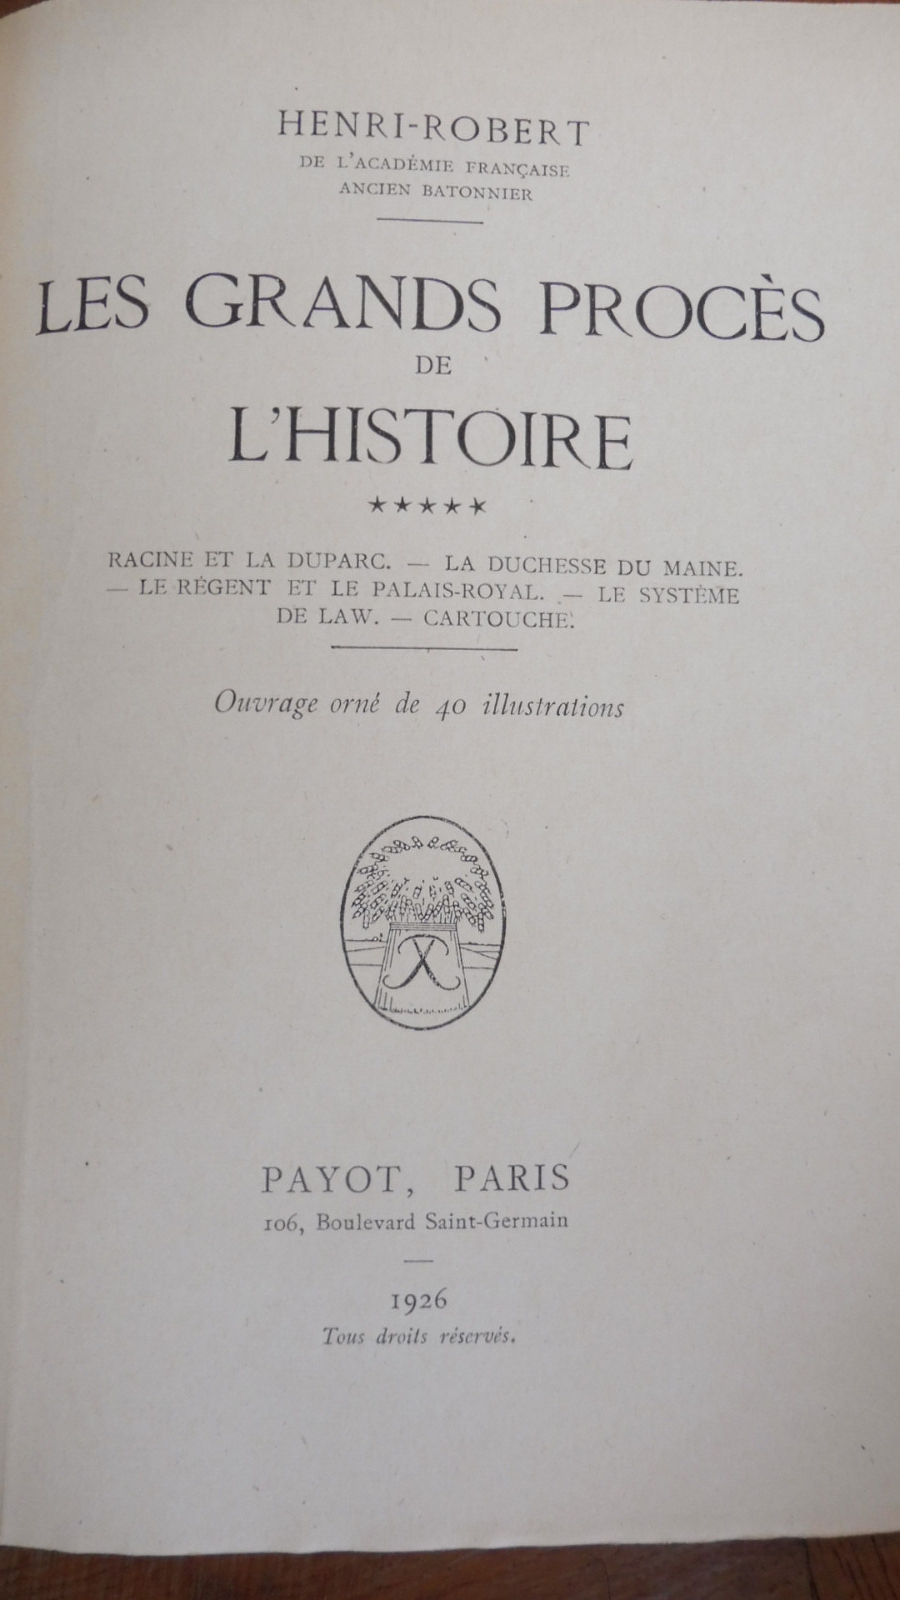 HENRI-ROBERT
DE L'ACADÉMIE FRANÇAISE
ANCIEN BATONNIER
LES GRANDS PROCÈS
DE
L'HISTOIRE
★★★★★
RACINE ET LA DUPARC. — LA DUCHESSE DU MAINE.
— LE RÉGENT ET LE PALAIS-ROYAL. — LE SYSTÈME
DE LAW. — CARTOUCHE.
Ouvrage orné de 40 illustrations
PAYOT, PARIS
106, Boulevard Saint-Germain
1926
Tous droits réservés.